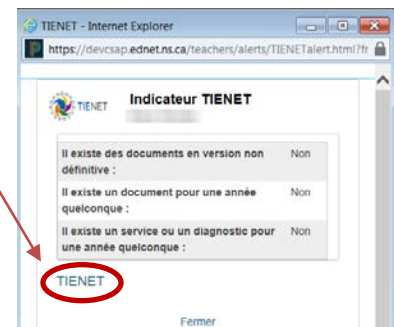 TIENET - Internet Explorer
https://devcsap.ednet.ns.ca/teachers/alerts/TIENETalert.html?fr
TIENET
Indicateur TIENET
Il existe des documents en version non Non
définitive :
Il existe un document pour une année Non
quelconque :
Il existe un service ou un diagnostic pour Non
une année quelconque :
TIENET
Fermer